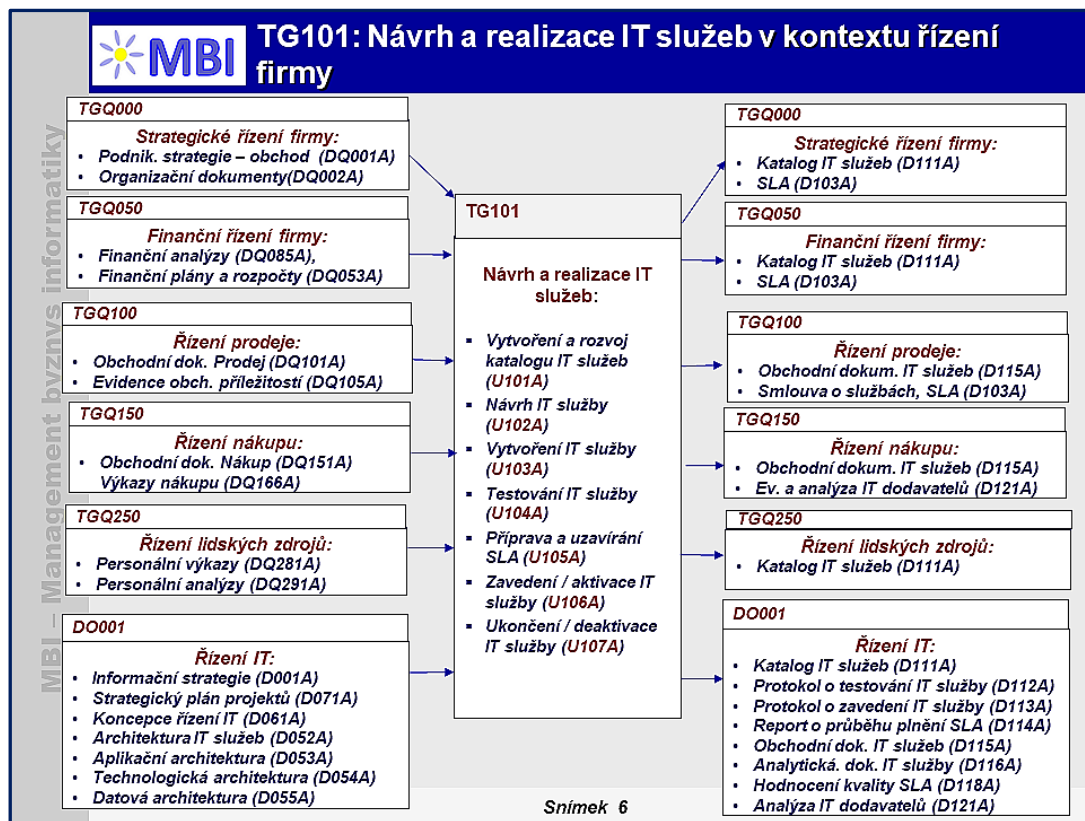 MBI
TG101: Návrh a realizace IT služeb v kontextu řízení
firmy
MBI – Management byznys informatiky
TGQ000
Strategické řízení firmy:
• Podnik. strategie – obchod (DQ001A)
• Organizační dokumenty(DQ002A)
TGQ050
Finanční řízení firmy:
• Finanční analýzy (DQ085A),
• Finanční plány a rozpočty (DQ053A)
TGQ100
Řízení prodeje:
• Obchodní dok. Prodej (DQ101A)
• Evidence obch. příležitostí (DQ105A)
TGQ150
Řízení nákupu:
• Obchodní dok. Nákup (DQ151A)
Výkazy nákupu (DQ166A)
TGQ250
Řízení lidských zdrojů:
• Personální výkazy (DQ281A)
• Personální analýzy (DQ291A)
DO001
Řízení IT:
• Informační strategie (D001A)
• Strategický plán projektů (D071A)
• Koncepce řízení IT (D061A)
• Architektura IT služeb (D052A)
• Aplikační architektura (D053A)
• Technologická architektura (D054A)
• Datová architektura (D055A)
TG101
Návrh a realizace IT
služeb:
▪ Vytvoření a rozvoj
katalogu IT služeb
(U101A)
▪ Návrh IT služby
(U102A)
▪ Vytvoření IT služby
(U103A)
▪ Testování IT služby
(U104A)
▪ Příprava a uzavírání
SLA (U105A)
▪ Zavedení / aktivace IT
služby (U106A)
▪ Ukončení / deaktivace
IT služby (U107A)
TGQ000
Strategické řízení firmy:
• Katalog IT služeb (D111A)
• SLA (D103A)
TGQ050
Finanční řízení firmy:
• Katalog IT služeb (D111A)
• SLA (D103A)
TGQ100
Řízení prodeje:
• Obchodní dokum. IT služeb (D115A)
• Smlouva o službách, SLA (D103A)
TGQ150
Řízení nákupu:
• Obchodní dokum. IT služeb (D115A)
• Ev. a analýza IT dodavatelů (D121A)
TGQ250
Řízení lidských zdrojů:
• Katalog IT služeb (D111A)
DO001
Řízení IT:
• Katalog IT služeb (D111A)
• Protokol o testování IT služby (D112A)
• Protokol o zavedení IT služby (D113A)
• Report o průběhu plnění SLA (D114A)
• Obchodní dok. IT služeb (D115A)
• Analytická. dok. IT služby (D116A)
• Hodnocení kvality SLA (D118A)
• Analýza IT dodavatelů (D121A)
Snímek 6